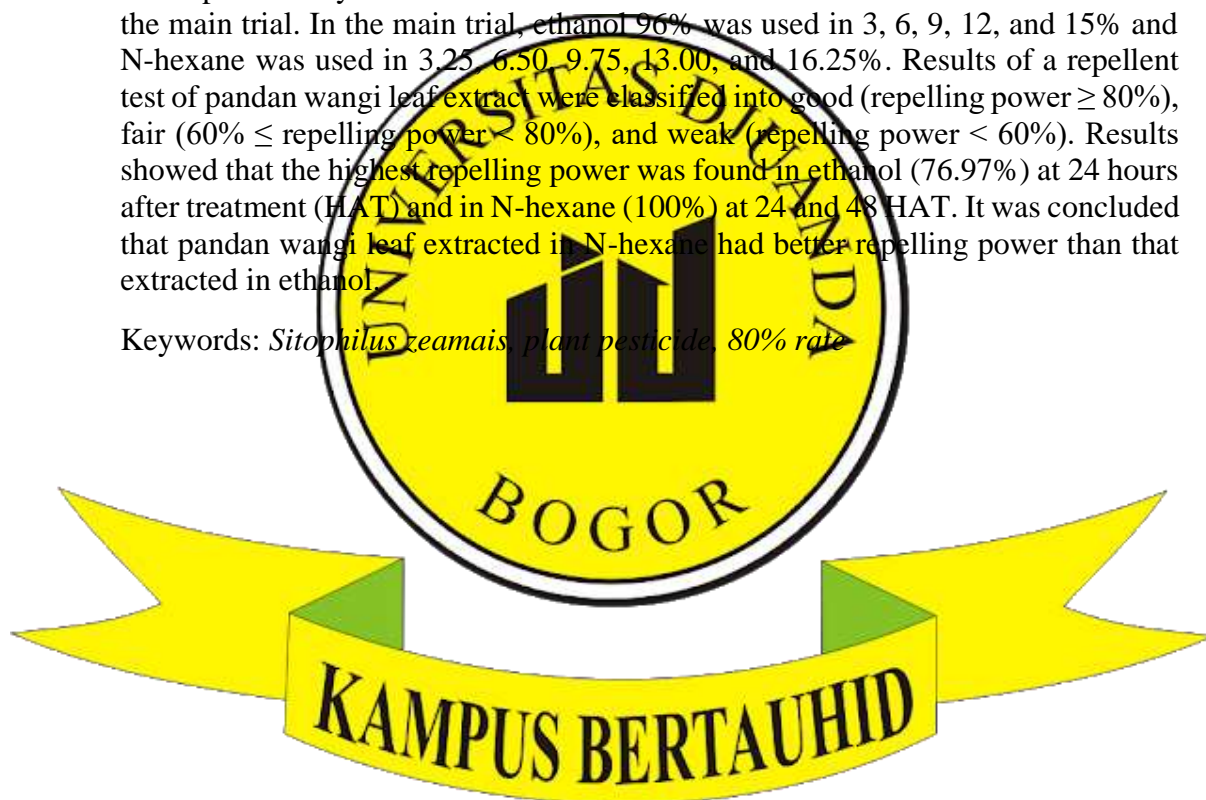 the main trial. In the main trial, ethanol 96% was used in 3, 6, 9, 12, and 15% and
N-hexane was used in 3.25, 6.50, 9.75, 13.00, and 16.25%. Results of a repellent
test of pandan wangi leaf extract were classified into good (repelling power ≥ 80%),
fair (60% ≤ repelling power < 80%), and weak (repelling power < 60%). Results
showed that the highest repelling power was found in ethanol (76.97%) at 24 hours
after treatment (HAT) and in N-hexane (100%) at 24 and 48 HAT. It was concluded
that pandan wangi leaf extracted in N-hexane had better repelling power than that
extracted in ethanol.
Keywords: Sitophilus zeamais, plant pesticide, 80% rate
UNIVERSITAS DJUANDA
BOGOR
KAMPUS BERTAUHID